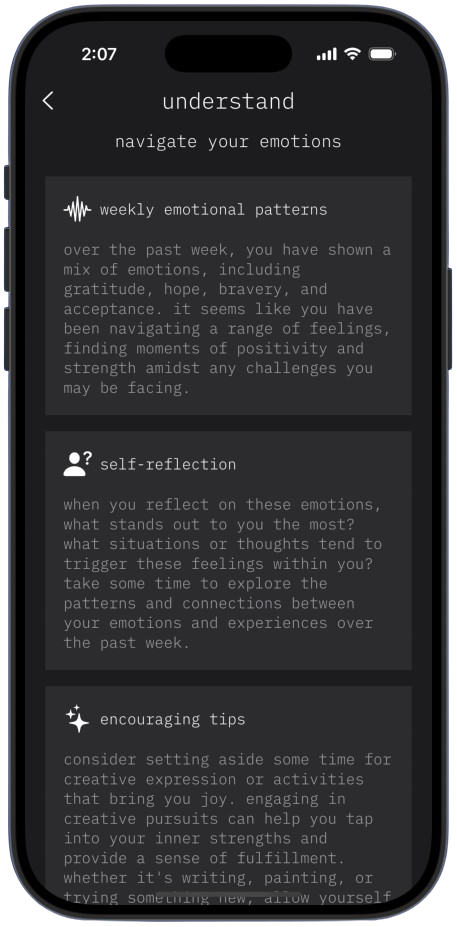 2:07
understand
navigate your emotions
weekly emotional patterns
over the past week, you have shown a
mix of emotions, including
gratitude, hope, bravery, and
acceptance. it seems like you have
been navigating a range of feelings,
finding moments of positivity and
strength amidst any challenges you
may be facing.
?
self-reflection
when you reflect on these emotions,
what stands out to you the most?
what situations or thoughts tend to
trigger these feelings within you?
take some time to explore the
patterns and connections between
your emotions and experiences over
the past week.
encouraging tips
consider setting aside some time for
creative expression or activities
that bring you joy. engaging in
creative pursuits can help you tap
into your inner strengths and
provide a sense of fulfillment.
whether it's writing, painting, or
trying something new, allow yourself